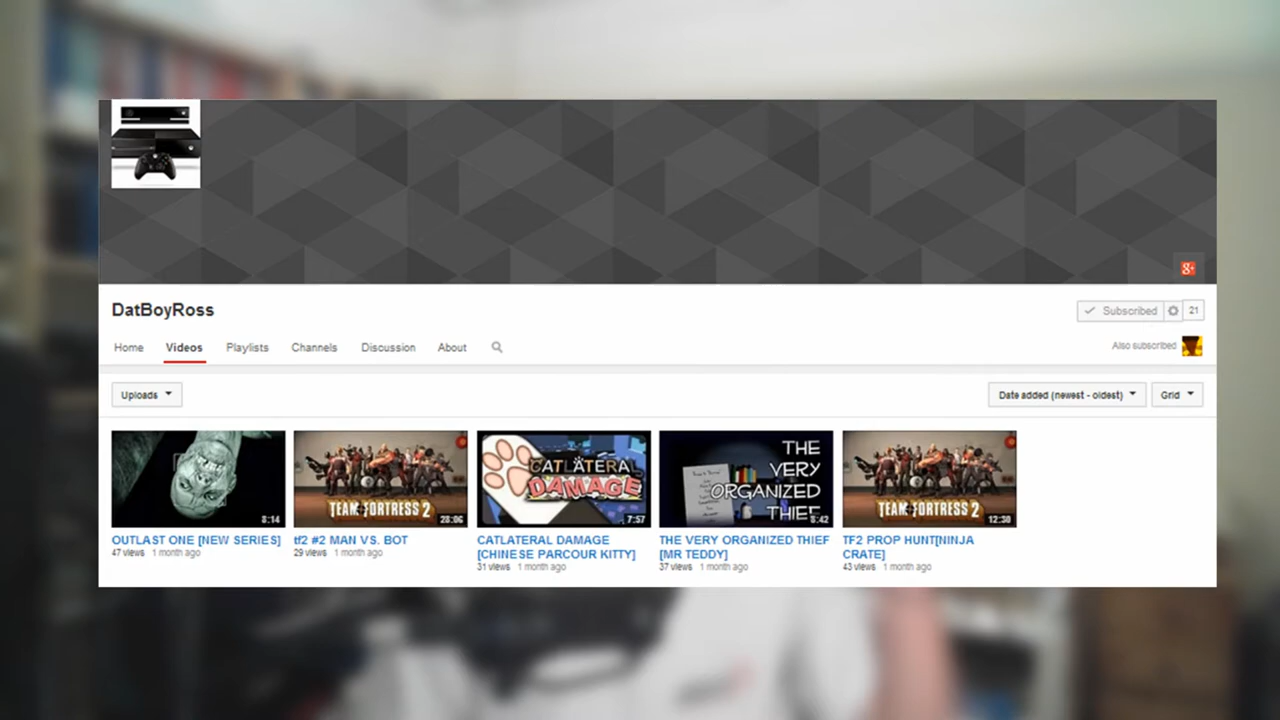 g+
DatBoyRoss
Subscribed 21
Home Videos Playlists Channels Discussion About
Also subscribed
Uploads Date added (newest - oldest) Grid
8:14
TEAM FORTRESS 2 28:06
CATLATERAL DAMAGE 7:57
THE
VERY
ORGANIZED
THIEF
TEAM FORTRESS 2 12:30
OUTLAST ONE [NEW SERIES]
47 views 1 month ago
tf2 #2 MAN VS. BOT
29 views 1 month ago
CATLATERAL DAMAGE
[CHINESE PARCOUR KITTY]
31 views 1 month ago
THE VERY ORGANIZED THIEF
[MR TEDDY]
37 views 1 month ago
TF2 PROP HUNT[NINJA
CRATE]
43 views 1 month ago